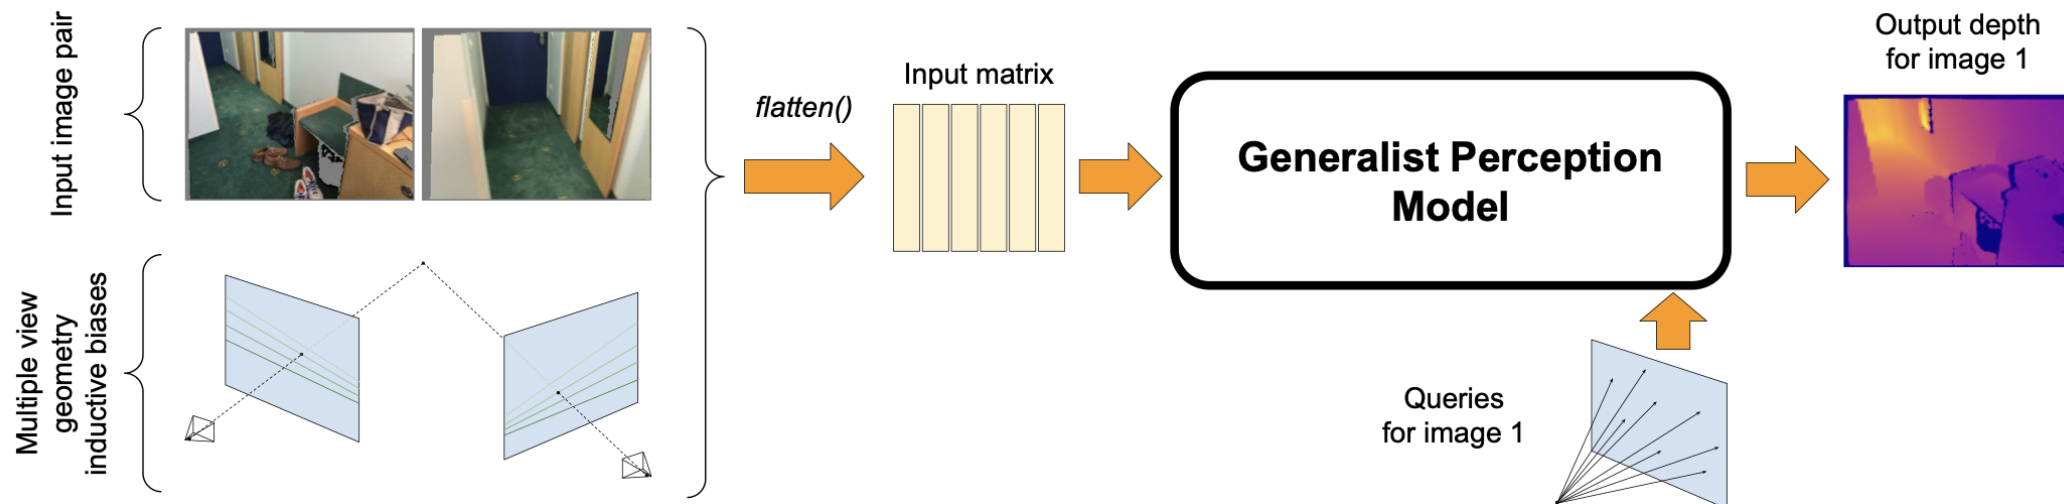 Input image pair
Multiple view
geometry
inductive biases
flatten()
Input matrix
Generalist Perception
Model
Queries
for image 1
Output depth
for image 1